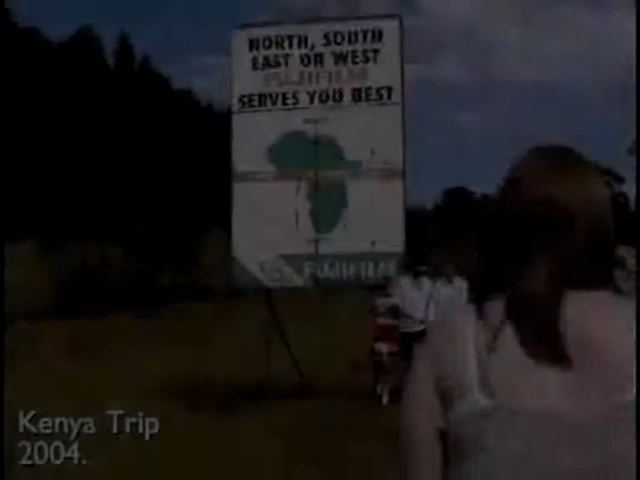 NORTH, SOUTH
EAST OR WEST
FUJIFILM
SERVES YOU BEST
FUJIFILM
Kenya Trip
2004.